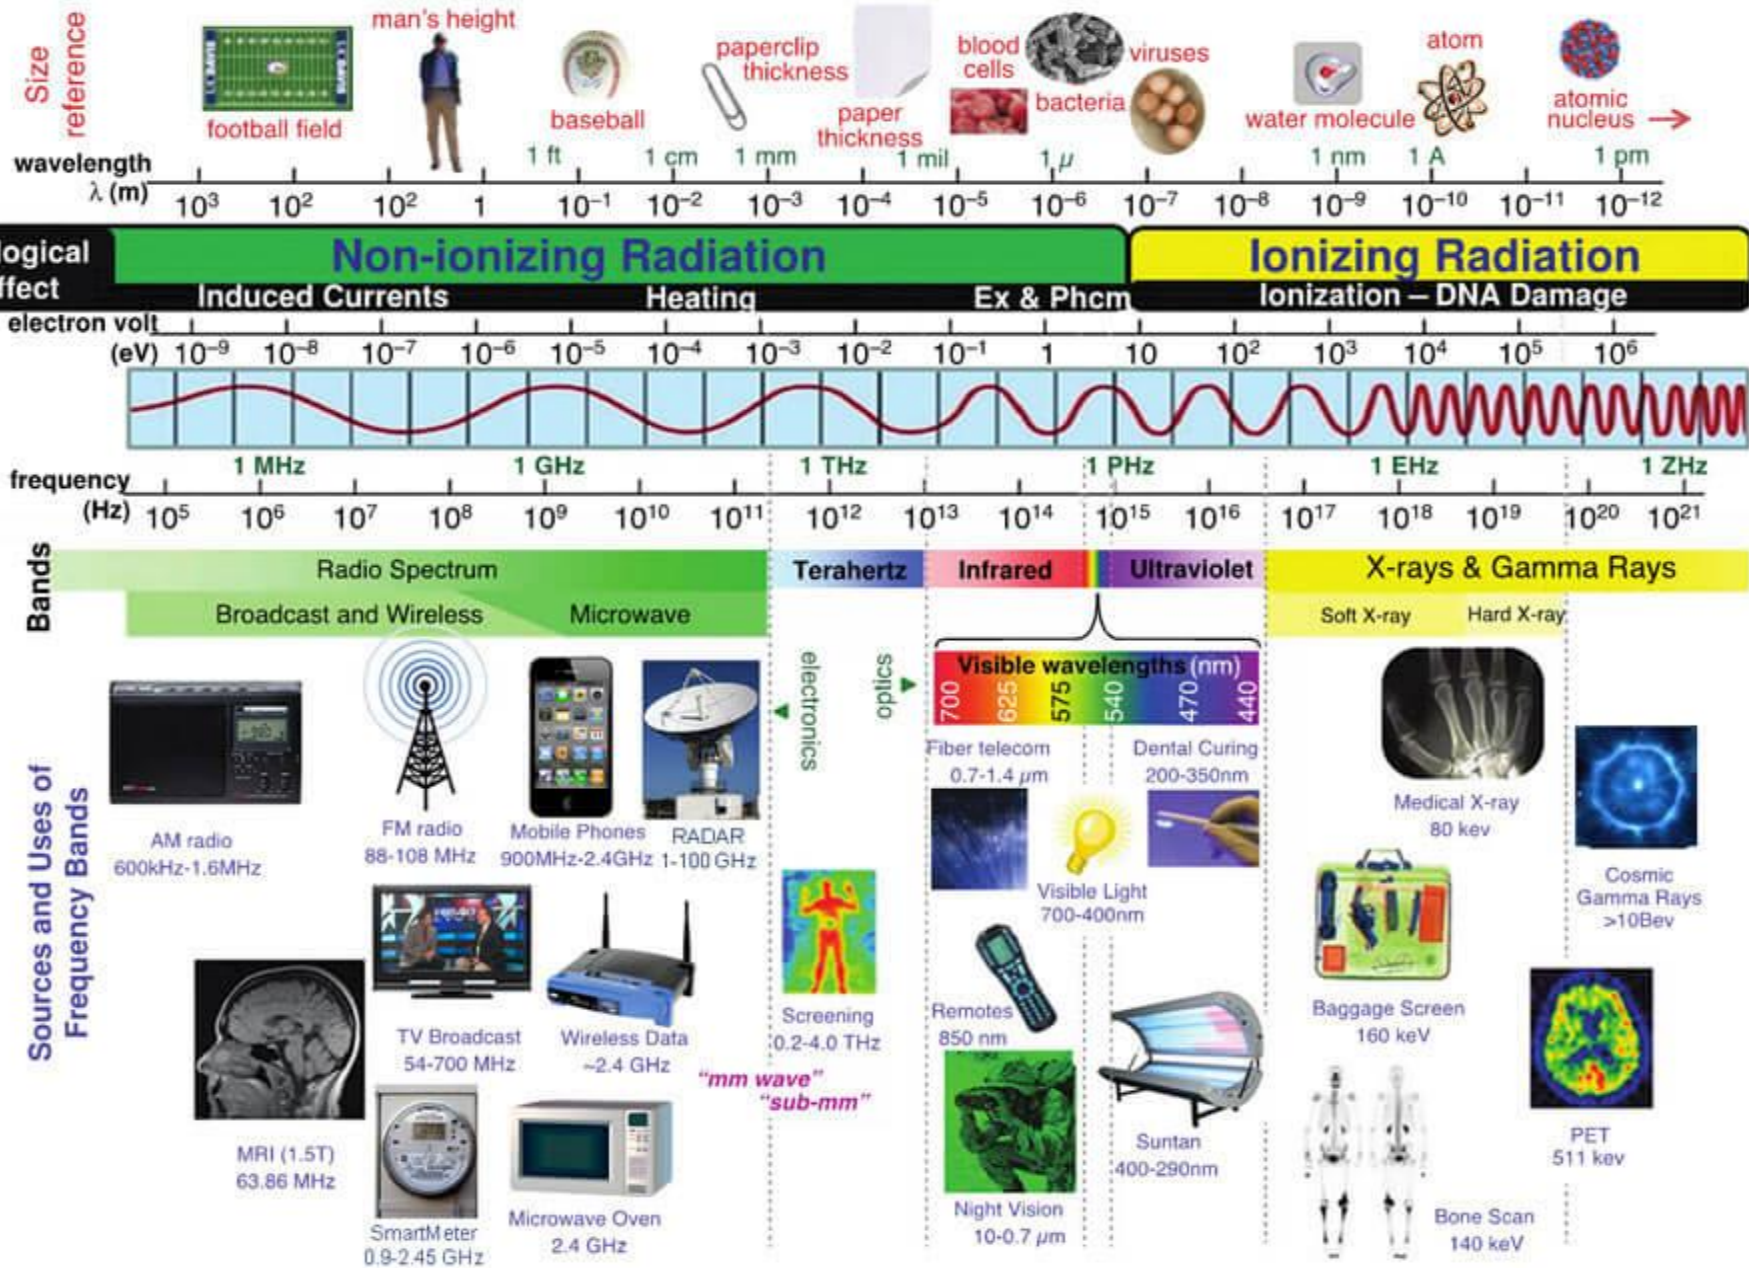 Size
reference
football field
man's height
baseball
paperclip
thickness
paper
thickness
blood
cells
bacteria
viruses
water molecule
atom
atomic
nucleus
1 ft 1 cm 1 mm 1 mil 1 µ 1 nm 1 A 1 pm
wavelength
λ (m)
10³ 10² 10² 1 10⁻¹ 10⁻² 10⁻³ 10⁻⁴ 10⁻⁵ 10⁻⁶ 10⁻⁷ 10⁻⁸ 10⁻⁹ 10⁻¹⁰ 10⁻¹¹ 10⁻¹²
logical
ffect
Non-ionizing Radiation Ionizing Radiation
Induced Currents Heating Ex & Phcm Ionization – DNA Damage
electron volt
(eV) 10⁻⁹ 10⁻⁸ 10⁻⁷ 10⁻⁶ 10⁻⁵ 10⁻⁴ 10⁻³ 10⁻² 10⁻¹ 1 10 10² 10³ 10⁴ 10⁵ 10⁶
1 MHz 1 GHz 1 THz 1 PHz 1 EHz 1 ZHz
frequency
(Hz) 10⁵ 10⁶ 10⁷ 10⁸ 10⁹ 10¹⁰ 10¹¹ 10¹² 10¹³ 10¹⁴ 10¹⁵ 10¹⁶ 10¹⁷ 10¹⁸ 10¹⁹ 10²⁰ 10²¹
Bands
Radio Spectrum Terahertz Infrared Ultraviolet X-rays & Gamma Rays
Broadcast and Wireless Microwave Soft X-ray Hard X-ray
electronics
optics
Visible wavelengths (nm)
700 625 575 540 470 440
Sources and Uses of
Frequency Bands
AM radio
600kHz-1.6MHz
FM radio
88-108 MHz
Mobile Phones
900MHz-2.4GHz
RADAR
1-100 GHz
Fiber telecom
0.7-1.4 µm
Dental Curing
200-350nm
Medical X-ray
80 kev
Visible Light
700-400nm
Cosmic
Gamma Rays
>10Bev
TV Broadcast
54-700 MHz
Wireless Data
~2.4 GHz
Screening
0.2-4.0 THz
"mm wave"
"sub-mm"
Remotes
850 nm
Baggage Screen
160 keV
MRI (1.5T)
63.86 MHz
SmartMeter
0.9-2.45 GHz
Microwave Oven
2.4 GHz
Night Vision
10-0.7 µm
Suntan
400-290nm
PET
511 kev
Bone Scan
140 keV